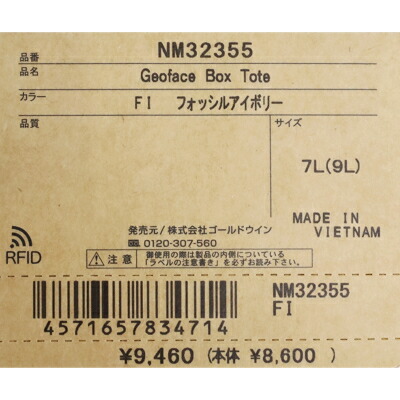 品番 NM32355
品名 Geoface Box Tote
カラー FI フォッシルアイボリー
品質 サイズ
7L(9L)
発売元/株式会社ゴールドウイン
0120-307-560
MADE IN
VIETNAM
RFID
注意 御使用の際は製品の内側についている
「ラベルの注意書き」を必ずお読み下さい。
NM32355
FI
4571657834714
¥9,460 (本体 ¥8,600)